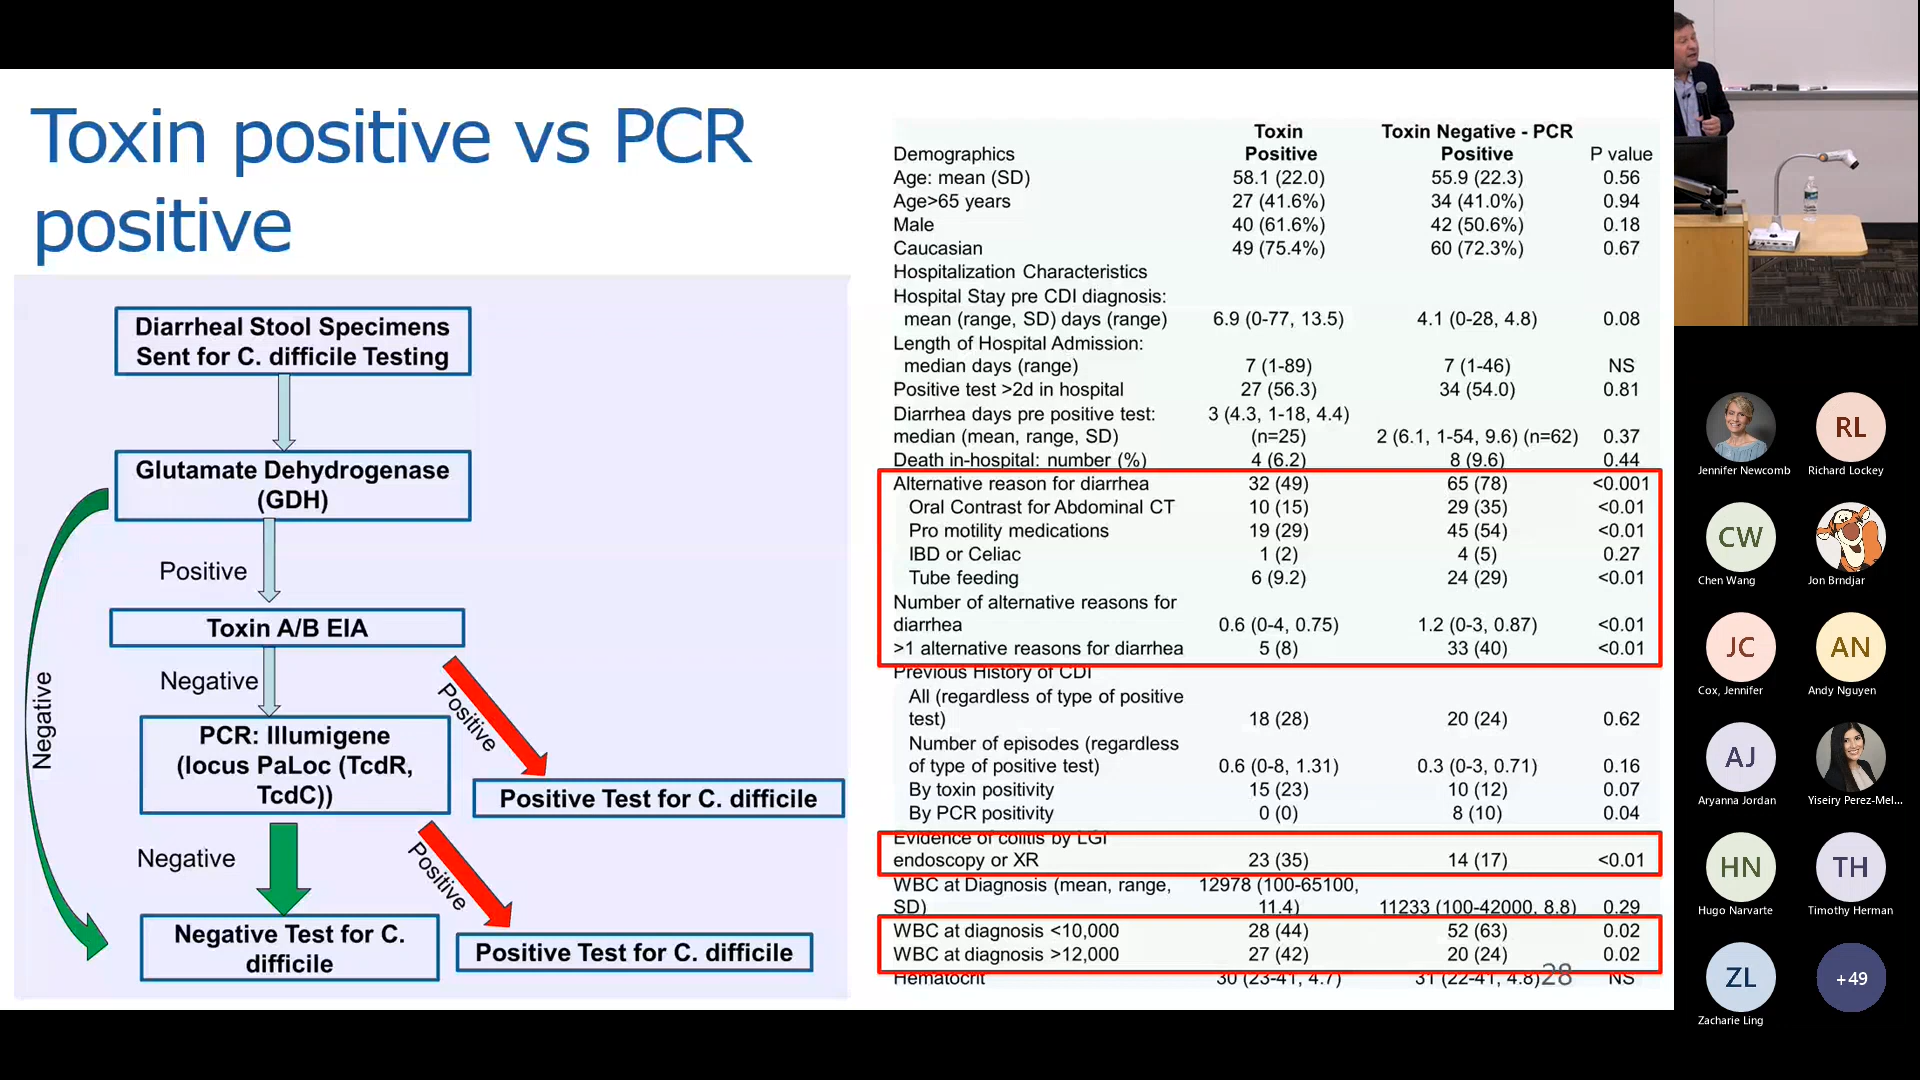 Toxin positive vs PCR
positive
Diarrheal Stool Specimens
Sent for C. difficile Testing
Glutamate Dehydrogenase
(GDH)
Positive
Toxin A/B EIA
Negative
Positive
Negative
PCR: Illumigene
(locus PaLoc (TcdR,
TcdC))
Positive Test for C. difficile
Negative
Positive
Negative Test for C.
difficile
Positive Test for C. difficile
Toxin Toxin Negative - PCR
Demographics Positive Positive P value
Age: mean (SD) 58.1 (22.0) 55.9 (22.3) 0.56
Age>65 years 27 (41.6%) 34 (41.0%) 0.94
Male 40 (61.6%) 42 (50.6%) 0.18
Caucasian 49 (75.4%) 60 (72.3%) 0.67
Hospitalization Characteristics
Hospital Stay pre CDI diagnosis:
mean (range, SD) days (range) 6.9 (0-77, 13.5) 4.1 (0-28, 4.8) 0.08
Length of Hospital Admission:
median days (range) 7 (1-89) 7 (1-46) NS
Positive test >2d in hospital 27 (56.3) 34 (54.0) 0.81
Diarrhea days pre positive test: 3 (4.3, 1-18, 4.4)
median (mean, range, SD) (n=25) 2 (6.1, 1-54, 9.6) (n=62) 0.37
Death in-hospital: number (%) 4 (6.2) 8 (9.6) 0.44
Alternative reason for diarrhea 32 (49) 65 (78) <0.001
Oral Contrast for Abdominal CT 10 (15) 29 (35) <0.01
Pro motility medications 19 (29) 45 (54) <0.01
IBD or Celiac 1 (2) 4 (5) 0.27
Tube feeding 6 (9.2) 24 (29) <0.01
Number of alternative reasons for
diarrhea 0.6 (0-4, 0.75) 1.2 (0-3, 0.87) <0.01
>1 alternative reasons for diarrhea 5 (8) 33 (40) <0.01
Previous History of CDI
All (regardless of type of positive
test) 18 (28) 20 (24) 0.62
Number of episodes (regardless
of type of positive test) 0.6 (0-8, 1.31) 0.3 (0-3, 0.71) 0.16
By toxin positivity 15 (23) 10 (12) 0.07
By PCR positivity 0 (0) 8 (10) 0.04
Evidence of colitis by LGI
endoscopy or XR 23 (35) 14 (17) <0.01
WBC at Diagnosis (mean, range, 12978 (100-65100,
SD) 11.4) 11233 (100-42000, 8.8) 0.29
WBC at diagnosis <10,000 28 (44) 52 (63) 0.02
WBC at diagnosis >12,000 27 (42) 20 (24) 0.02
Hematocrit 30 (23-41, 4.7) 31 (22-41, 4.8) NS
28
RL
Jennifer Newcomb Richard Lockey
CW
Chen Wang Jon Brndjar
JC AN
Cox, Jennifer Andy Nguyen
AJ
Aryanna Jordan Yiseiry Perez-Mel...
HN TH
Hugo Narvarte Timothy Herman
ZL +49
Zacharie Ling